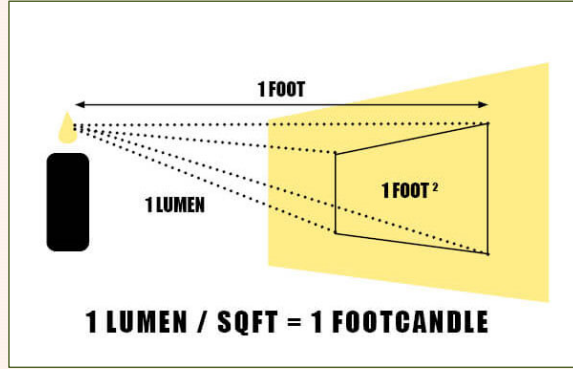 1 FOOT
1 FOOT ²
1 LUMEN
1 LUMEN / SQFT = 1 FOOTCANDLE